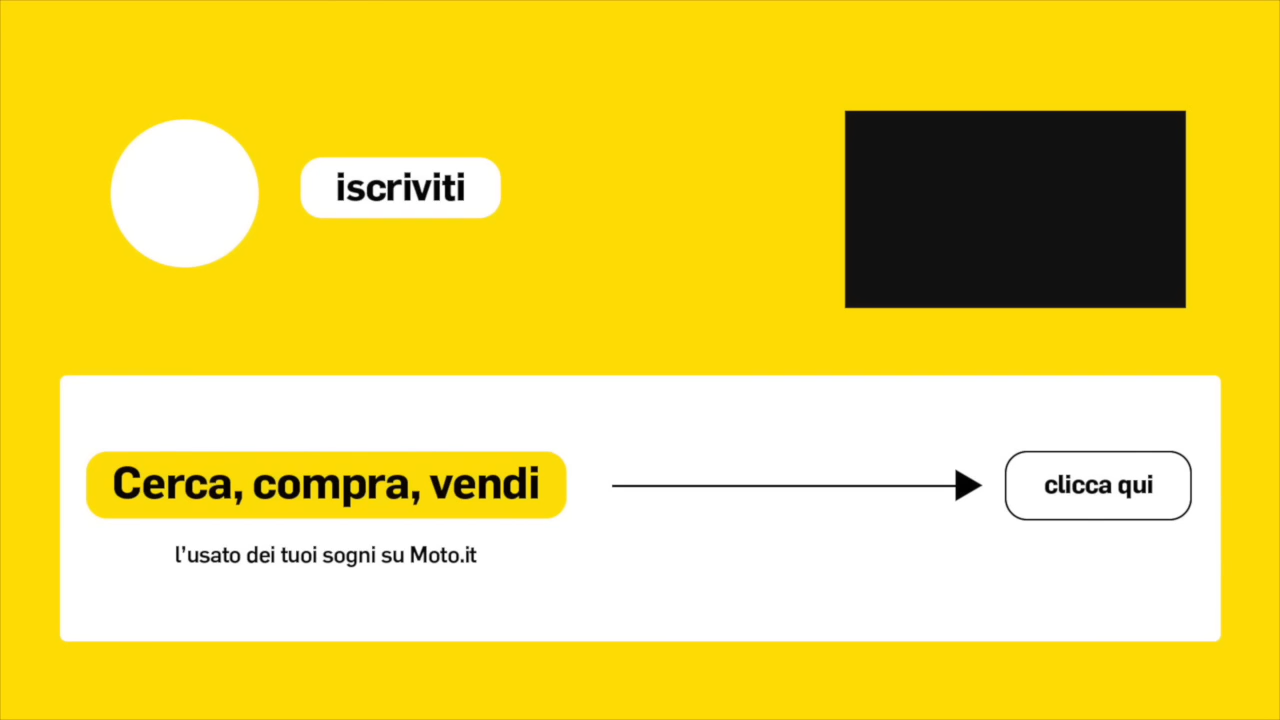 iscriviti
Cerca, compra, vendi
clicca qui
l'usato dei tuoi sogni su Moto.it